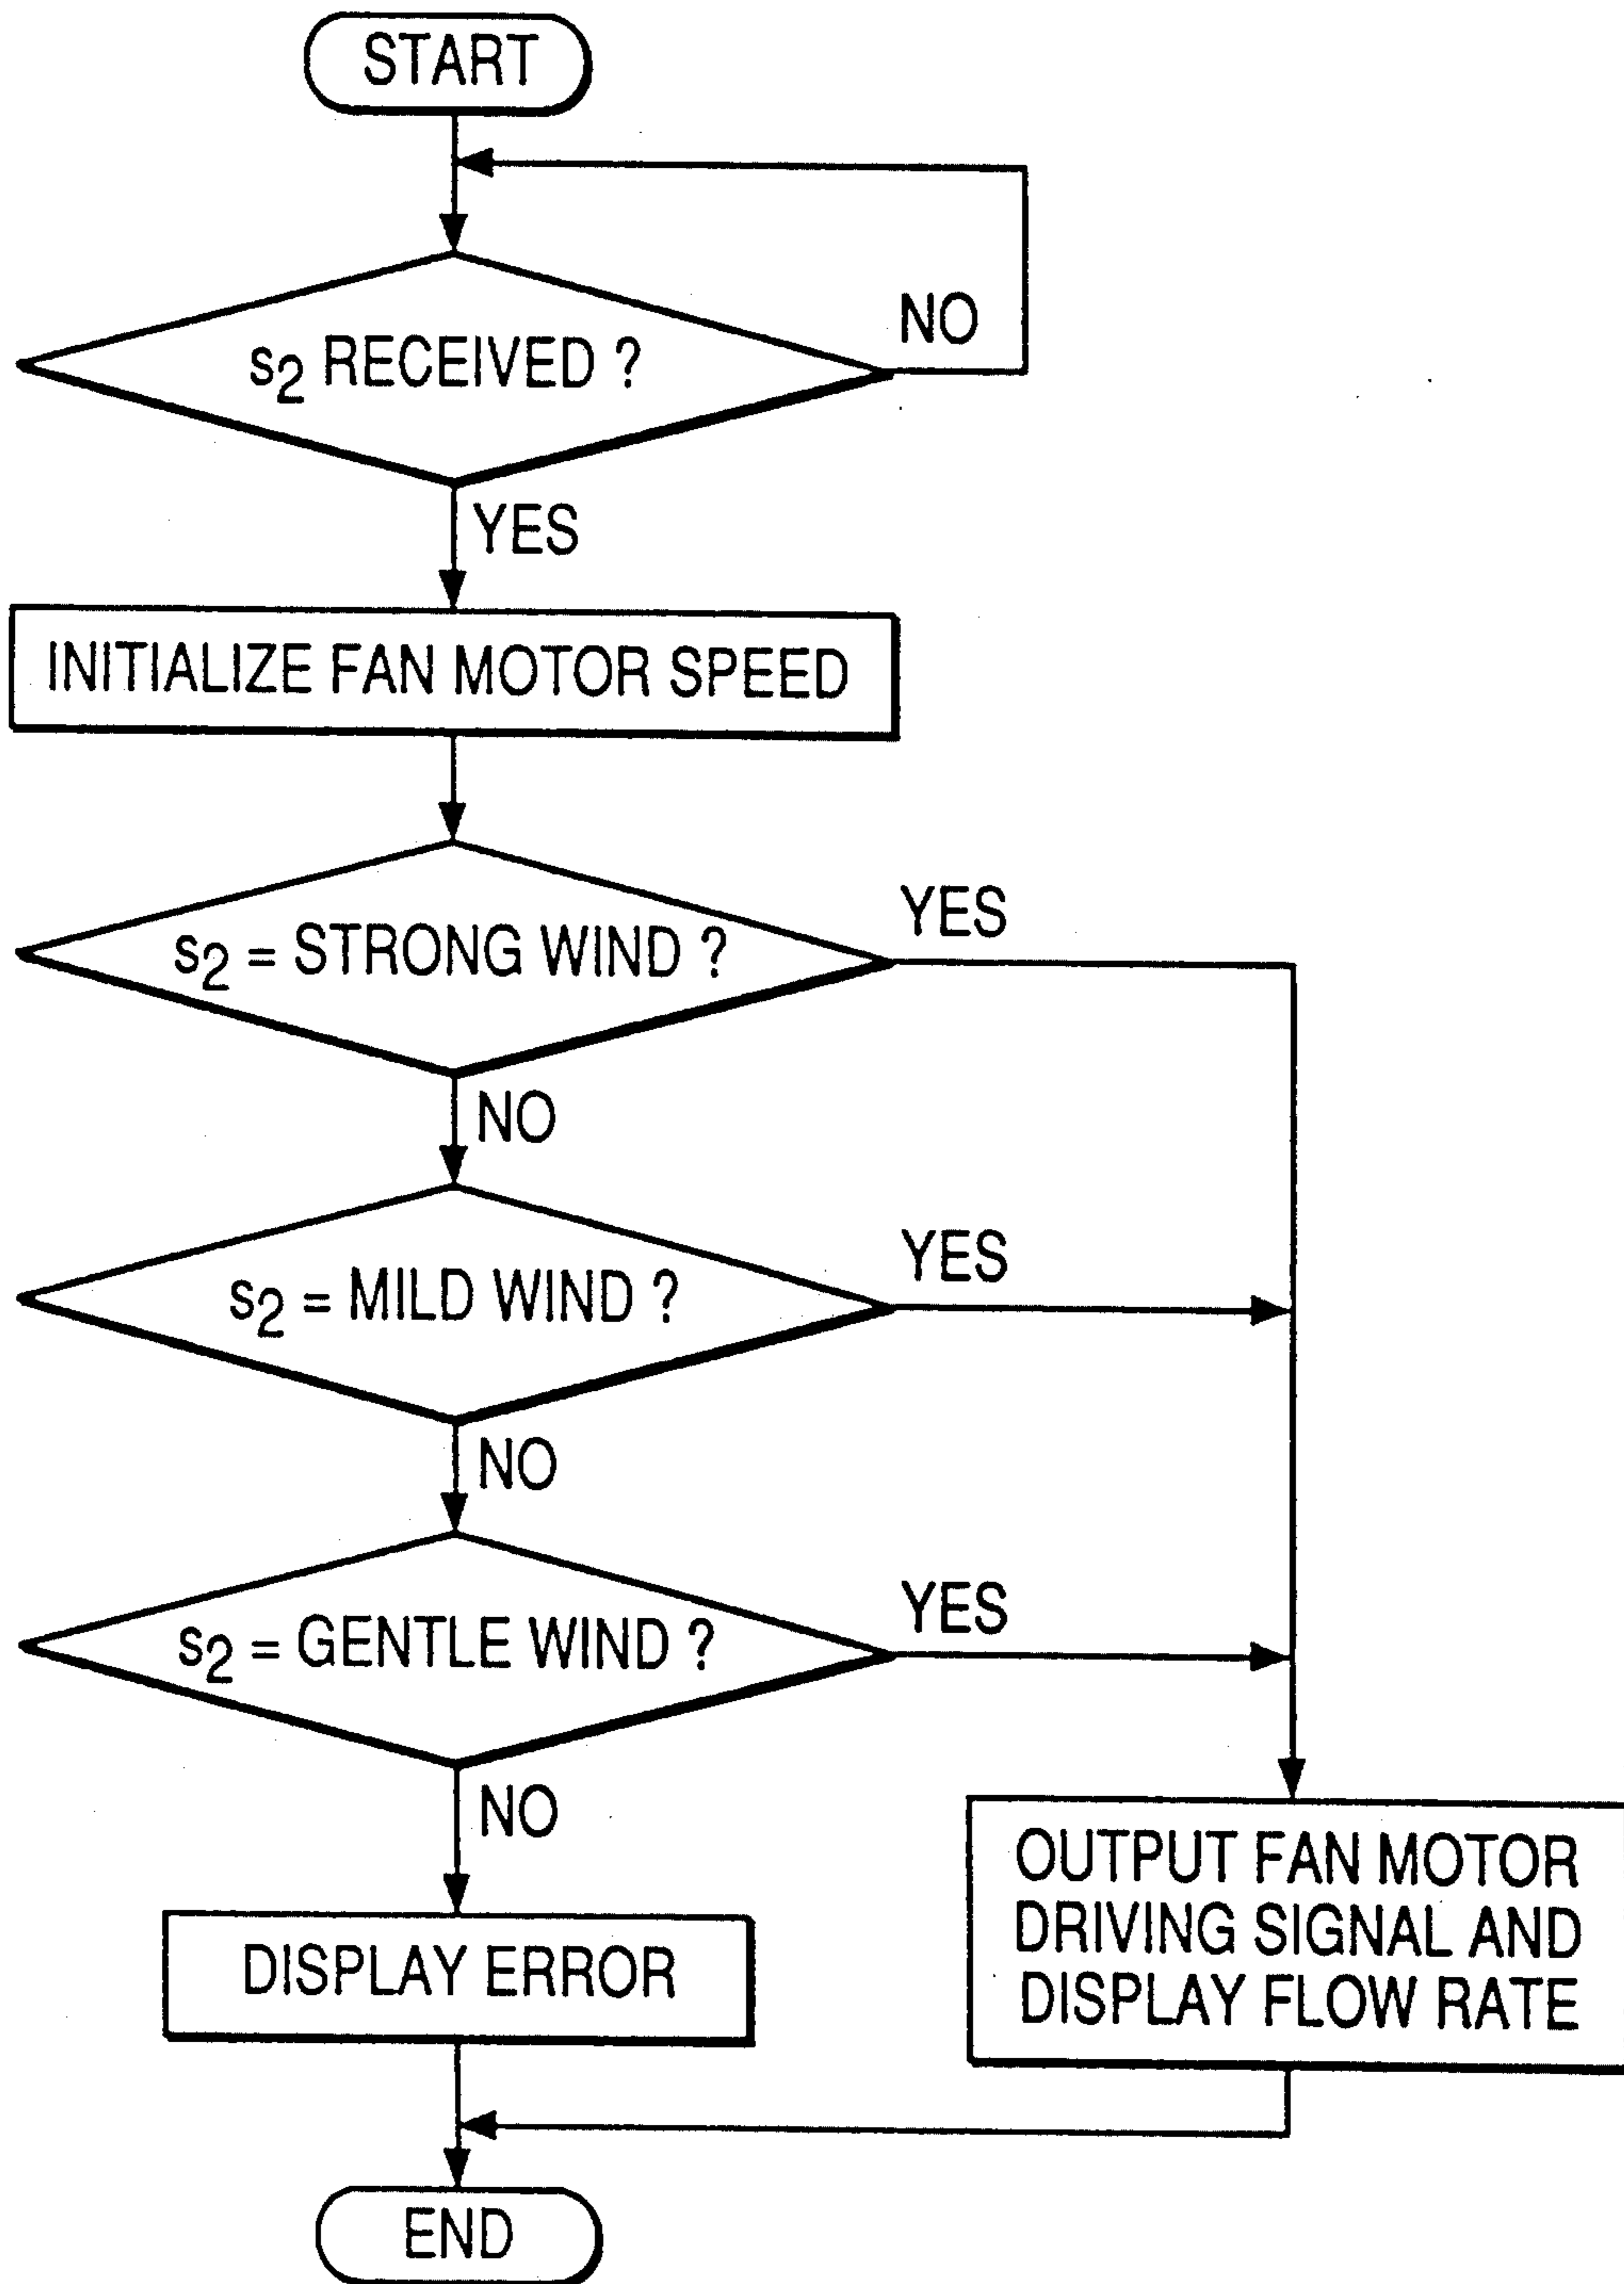 START
NO
s2 RECEIVED ?
YES
INITIALIZE FAN MOTOR SPEED
YES
s2 = STRONG WIND ?
NO
YES
s2 = MILD WIND ?
NO
YES
s2 = GENTLE WIND ?
NO
OUTPUT FAN MOTOR
DRIVING SIGNAL AND
DISPLAY FLOW RATE
DISPLAY ERROR
END